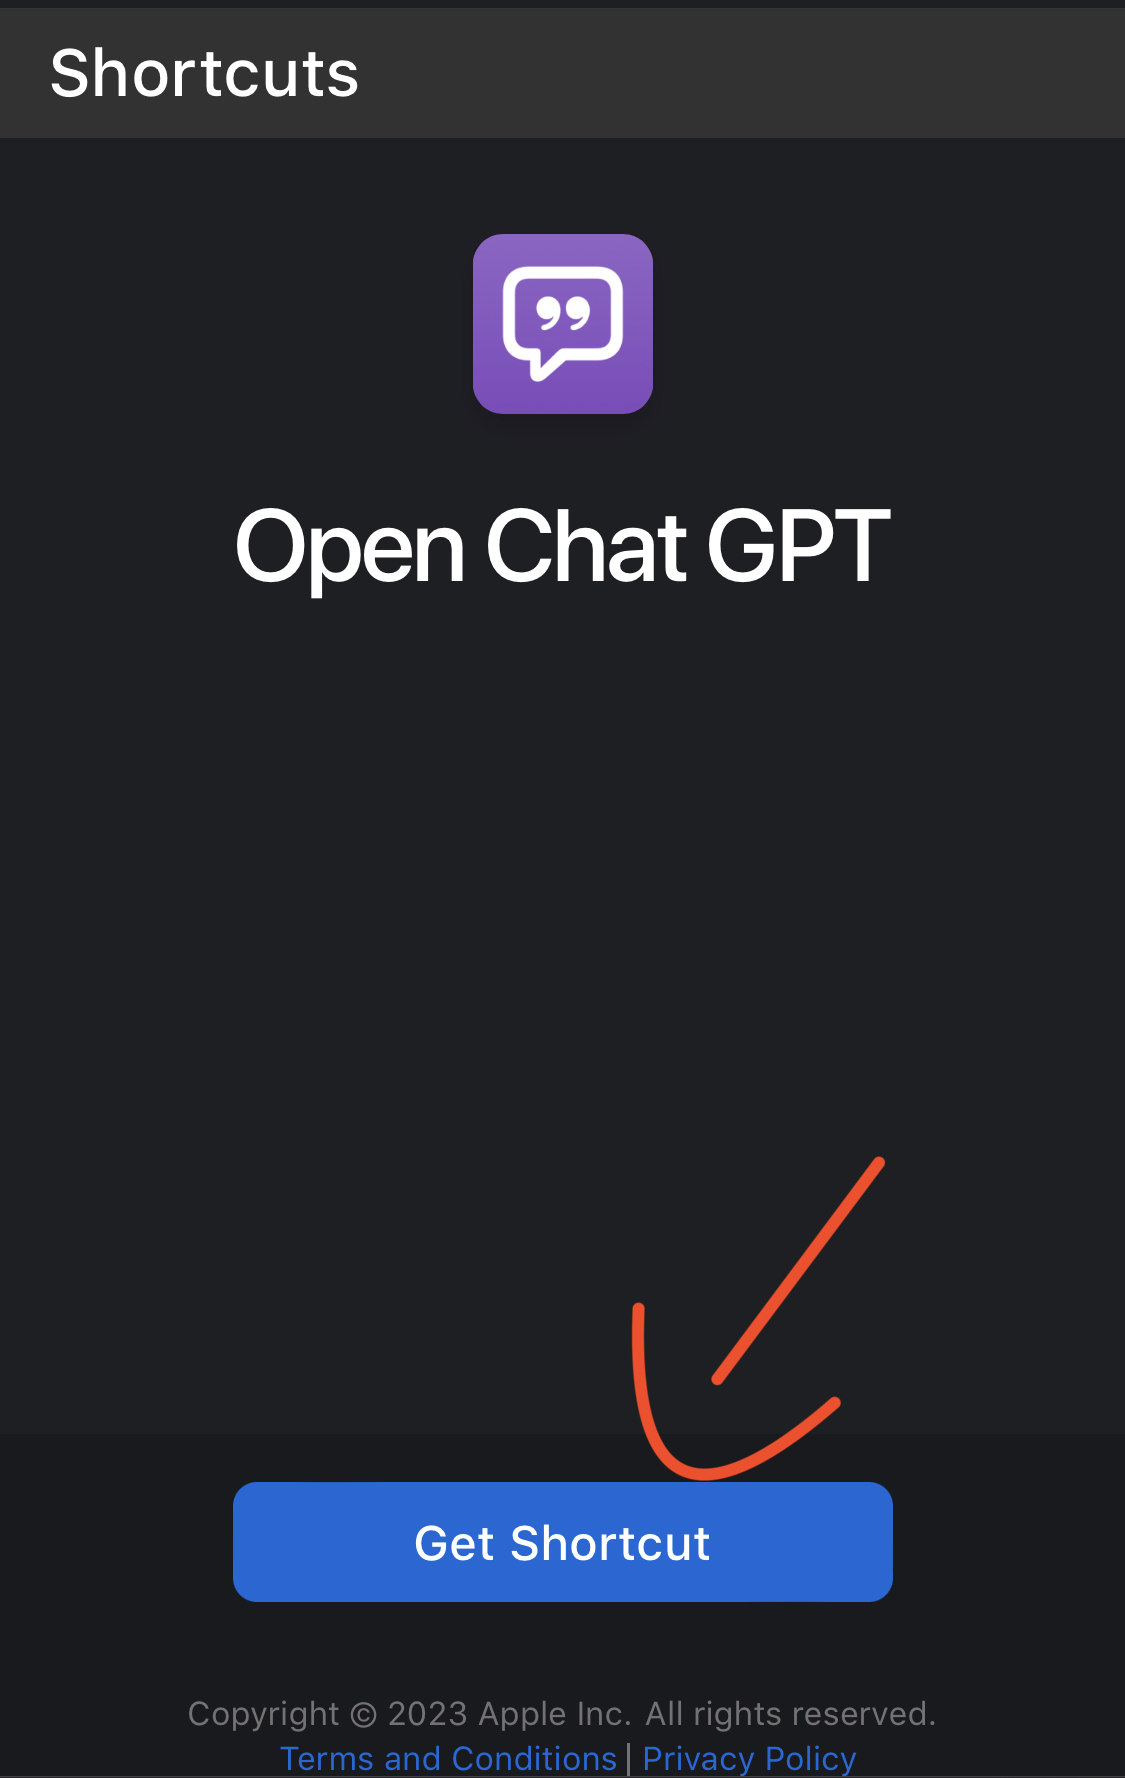 Shortcuts
Open Chat GPT
Get Shortcut
Copyright © 2023 Apple Inc. All rights reserved.
Terms and Conditions | Privacy Policy